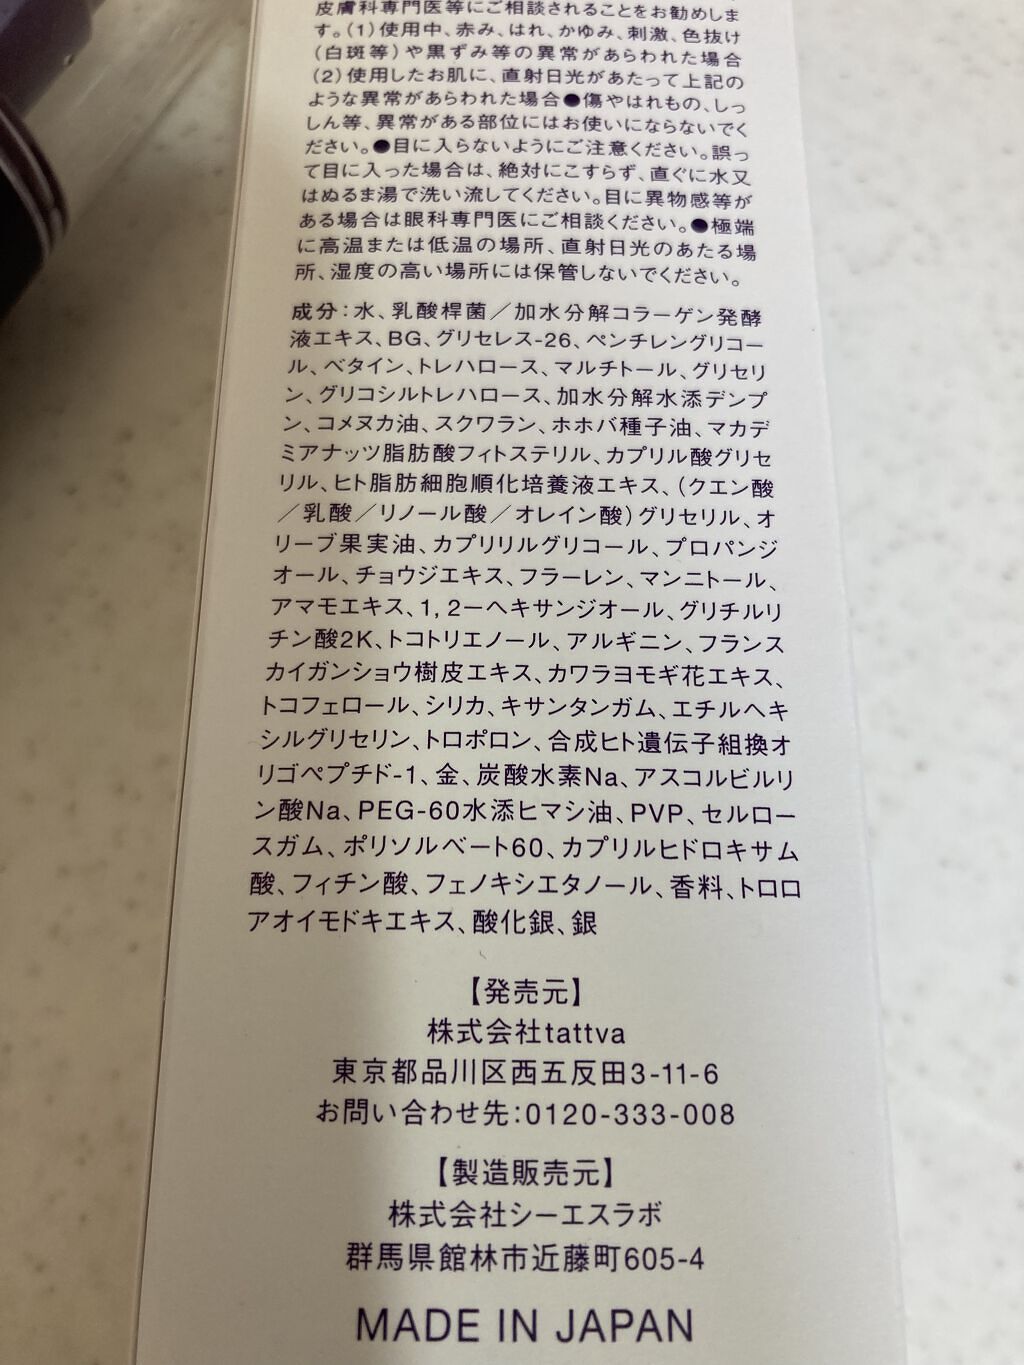 皮膚科専門医等にご相談されることをお勧めしま
す。(1)使用中、赤み、はれ、かゆみ、刺激、色抜け
(白斑等)や黒ずみ等の異常があらわれた場合
(2)使用したお肌に、直射日光があたって上記の
ような異常があらわれた場合●傷やはれもの、しっ
しん等、異常がある部位にはお使いにならないでく
ださい。●目に入らないようにご注意ください。誤っ
て目に入った場合は、絶対にこすらず、直ぐに水又
はぬるま湯で洗い流してください。目に異物感等が
ある場合は眼科専門医にご相談ください。●極端
に高温または低温の場所、直射日光のあたる場
所、湿度の高い場所には保管しないでください。
成分：水、乳酸桿菌／加水分解コラーゲン発酵
液エキス、BG、グリセレス-26、ペンチレングリコー
ル、ベタイン、トレハロース、マルチトール、グリセリ
ン、グリコシルトレハロース、加水分解水添デンプ
ン、コメヌカ油、スクワラン、ホホバ種子油、マカデ
ミアナッツ脂肪酸フィトステリル、カプリル酸グリセ
リル、ヒト脂肪細胞順化培養液エキス、(クエン酸
／乳酸／リノール酸／オレイン酸)グリセリル、オ
リーブ果実油、カプリリルグリコール、プロパンジ
オール、チョウジエキス、フラーレン、マンニトール、
アマモエキス、1,2ーヘキサンジオール、グリチルリ
チン酸2K、トコトリエノール、アルギニン、フランス
カイガンショウ樹皮エキス、カワラヨモギ花エキス、
トコフェロール、シリカ、キサンタンガム、エチルヘキ
シルグリセリン、トロポロン、合成ヒト遺伝子組換オ
リゴペプチド-1、金、炭酸水素Na、アスコルビルリ
ン酸Na、PEG-60水添ヒマシ油、PVP、セルロー
スガム、ポリソルベート60、カプリルヒドロキサム
酸、フィチン酸、フェノキシエタノール、香料、トロロ
アオイモドキエキス、酸化銀、銀
【発売元】
株式会社tattva
東京都品川区西五反田3-11-6
お問い合わせ先：0120-333-008
【製造販売元】
株式会社シーエスラボ
群馬県館林市近藤町605-4
MADE IN JAPAN